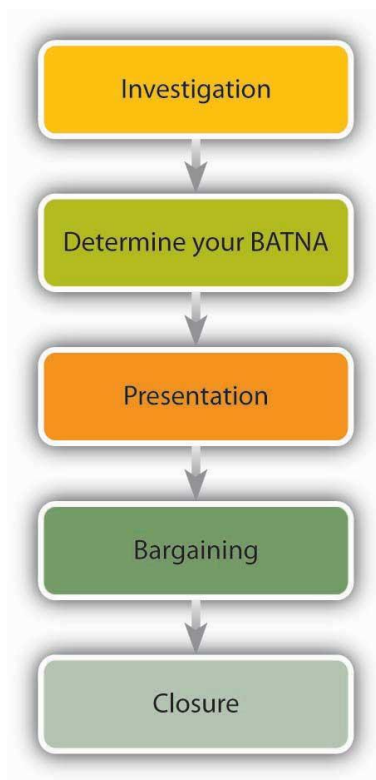 Investigation
Determine your BATNA
Presentation
Bargaining
Closure